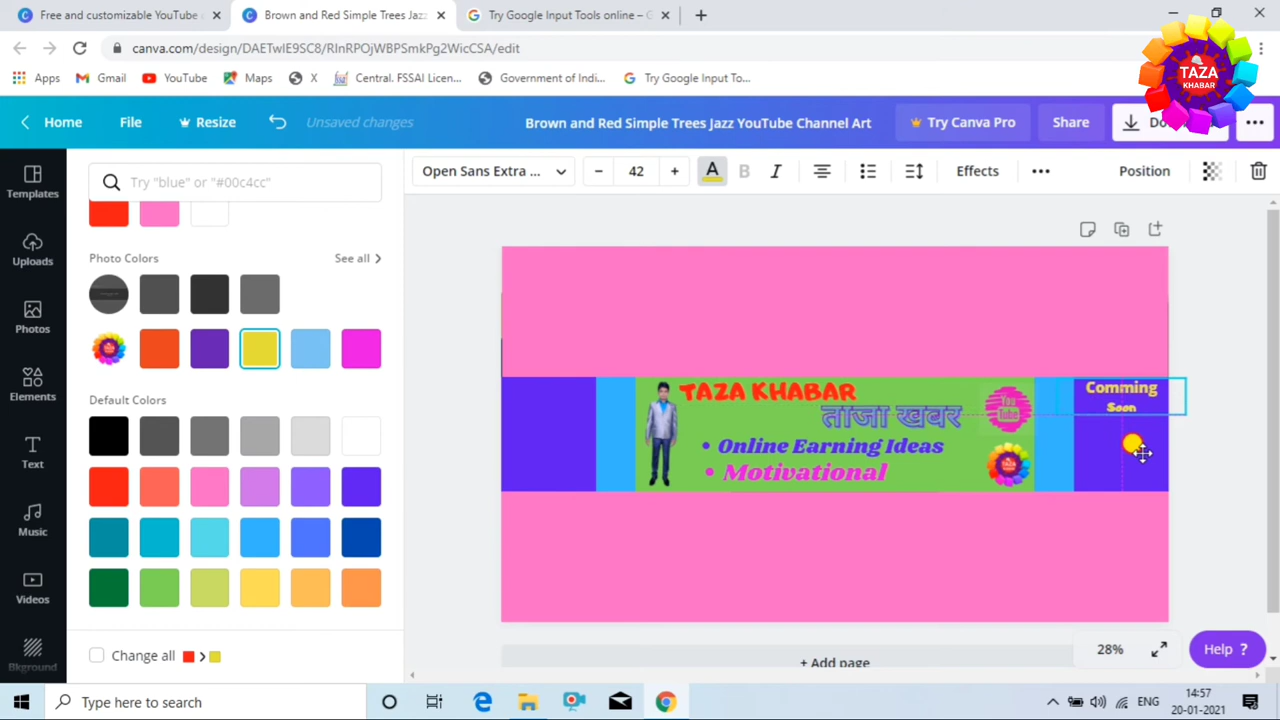 Free and customizable YouTube c
Brown and Red Simple Trees Jazz
Try Google Input Tools online – G
canva.com/design/DAETwIE9SC8/RlnRPOjWBPSmkPg2WicCSA/edit
Apps
Gmail
YouTube
Maps
X
Central. FSSAI Licen...
Government of Indi...
Try Google Input To...
TAZA
KHABAR
Home
File
Resize
Unsaved changes
Brown and Red Simple Trees Jazz YouTube Channel Art
Try Canva Pro
Share
Do
Try "blue" or "#00c4cc"
Open Sans Extra ...
42
A
B
I
Effects
Position
Templates
Uploads
Photos
Elements
Text
Music
Videos
Bkground
Photo Colors
See all
Default Colors
Change all
TAZA KHABAR
ताजा खबर
• Online Earning Ideas
• Motivational
You
Tube
Comming
Soon
+ Add page
28%
Help ?
Type here to search
ENG
14:57
20-01-2021